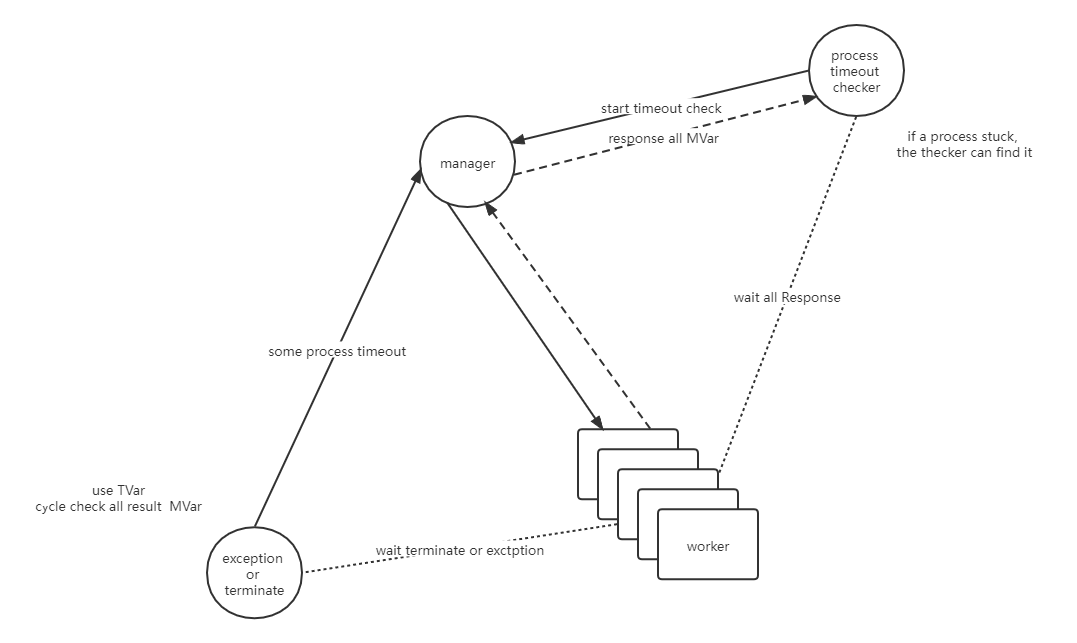 process
timeout
checker
start timeout check
response all MVar
if a process stuck,
the thecker can find it
manager
wait all Response
some process timeout
use TVar
cycle check all result MVar
wait terminate or exctption
worker
exception
or
terminate